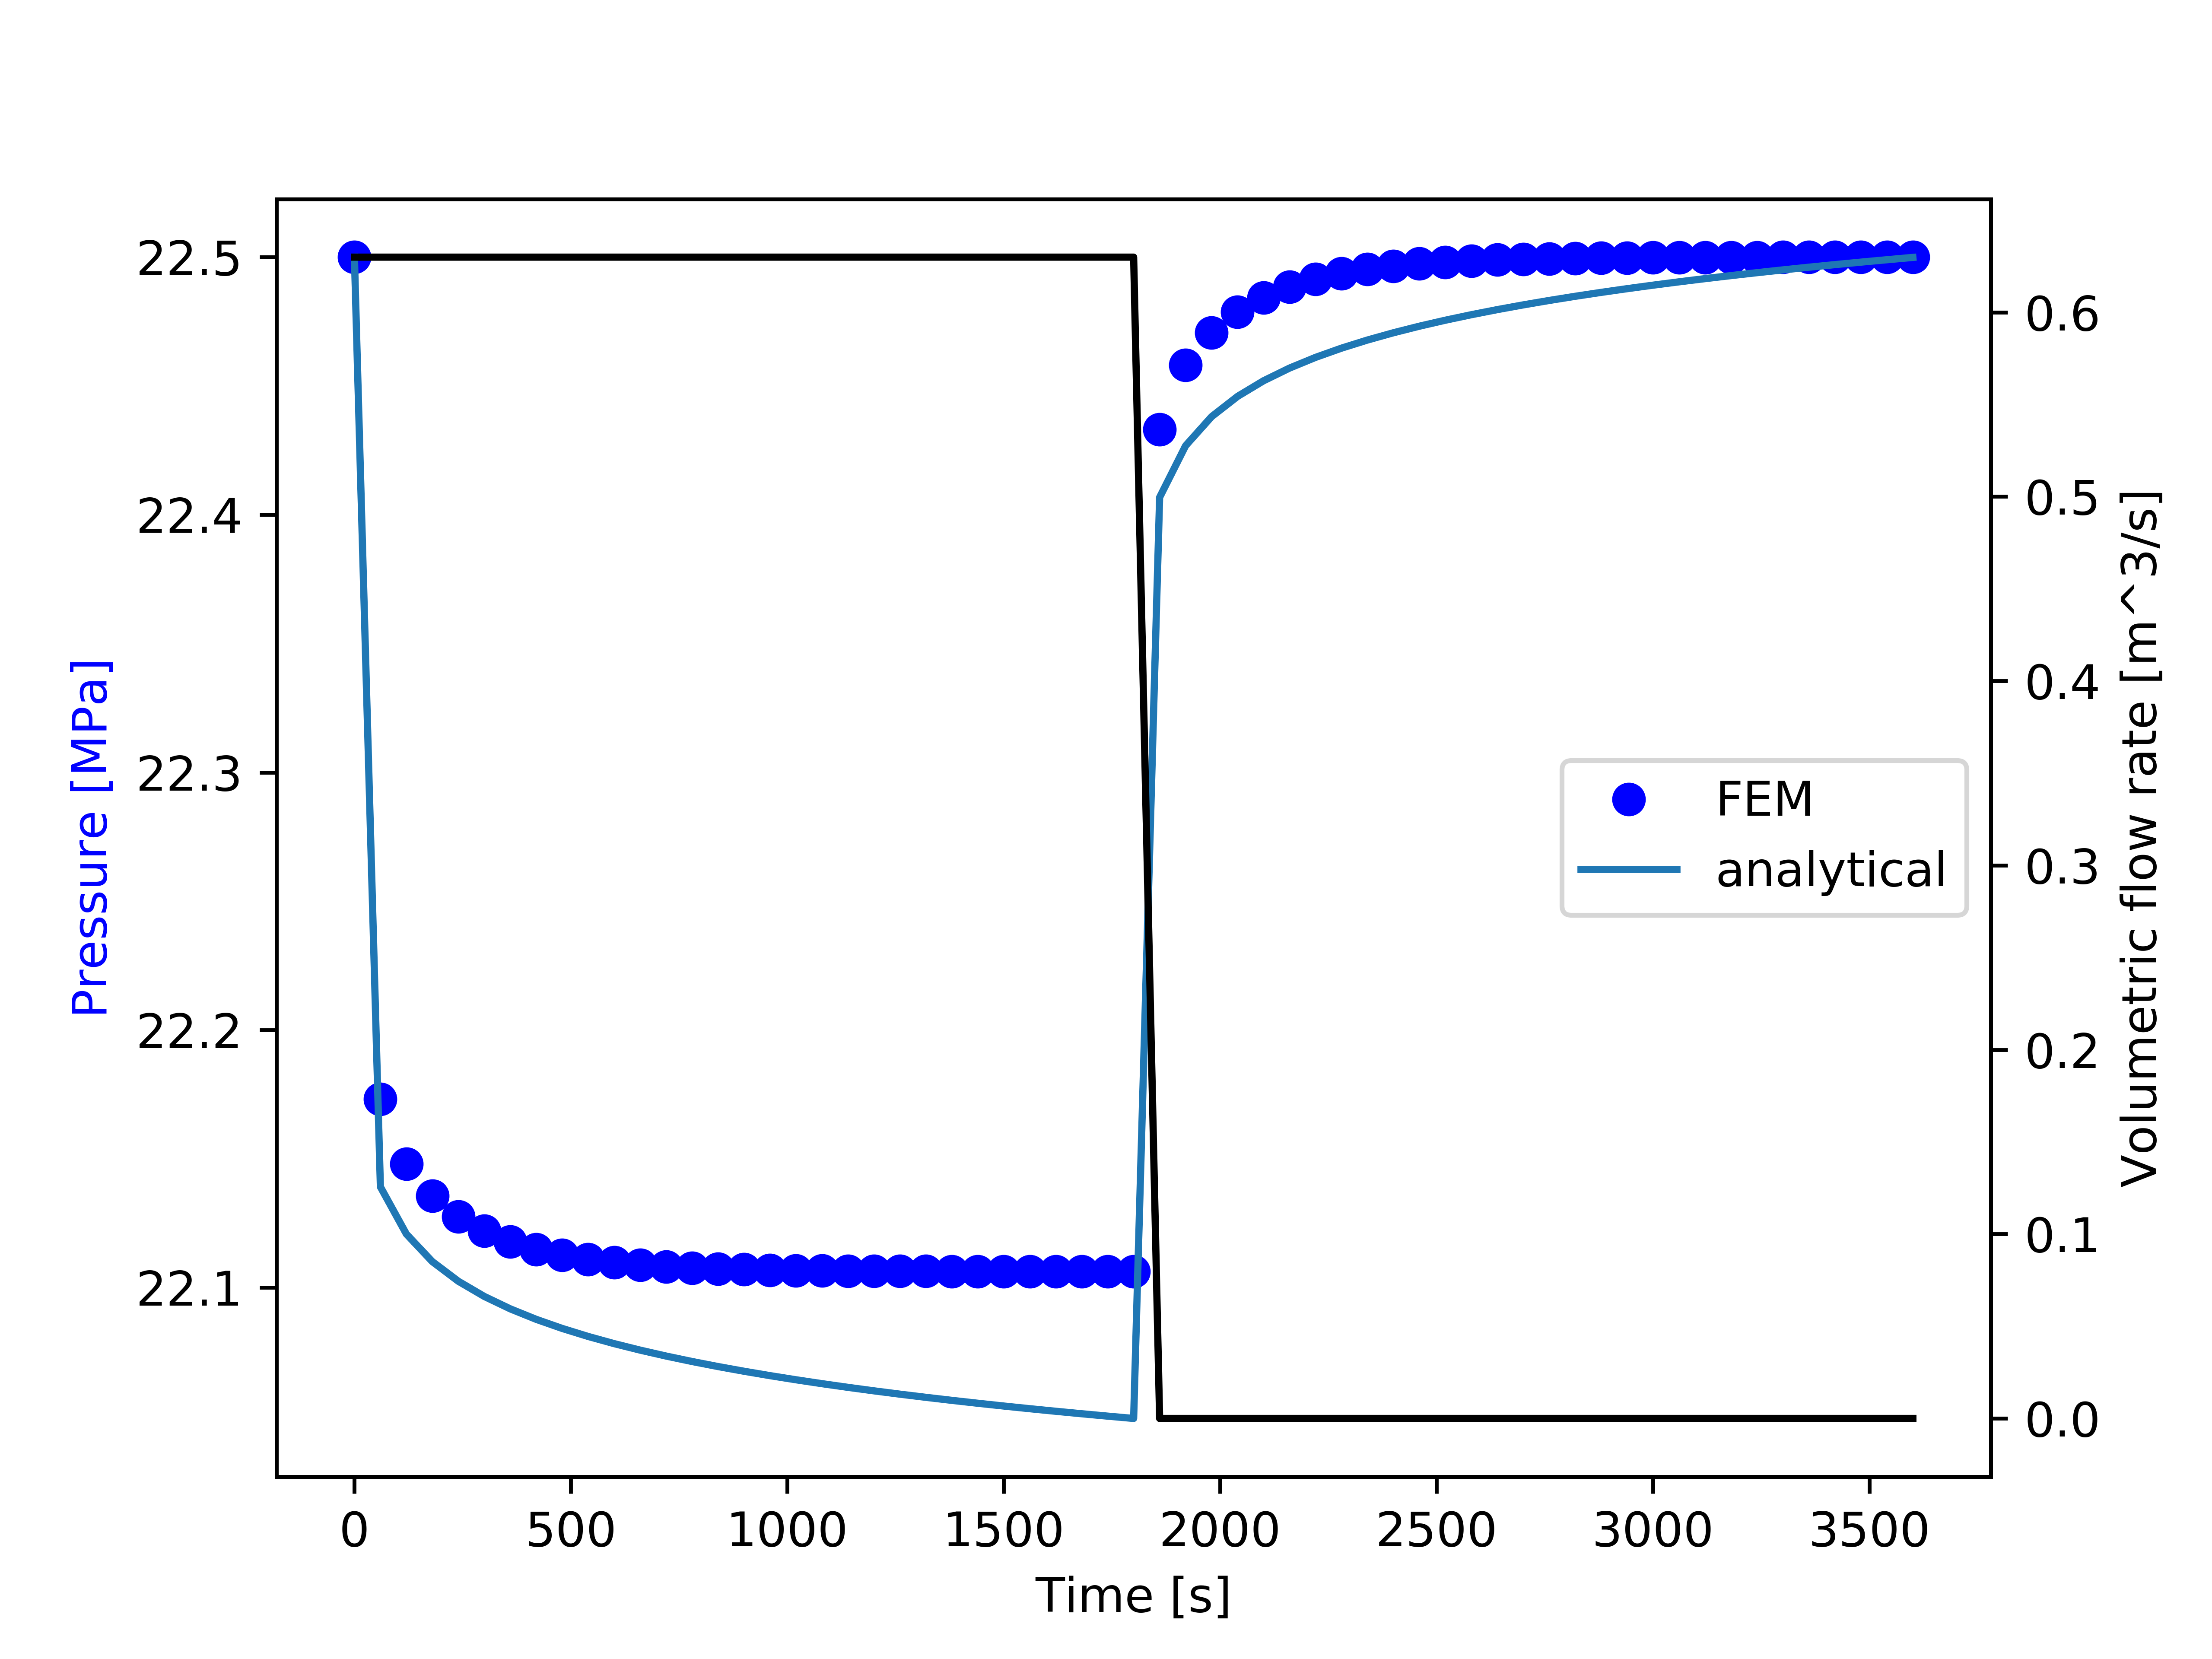 22.5
22.4
22.3
22.2
22.1
Pressure [MPa]
0.6
0.5
0.4
0.3
0.2
0.1
0.0
Volumetric flow rate [m^3/s]
FEM
analytical
0 500 1000 1500 2000 2500 3000 3500
Time [s]